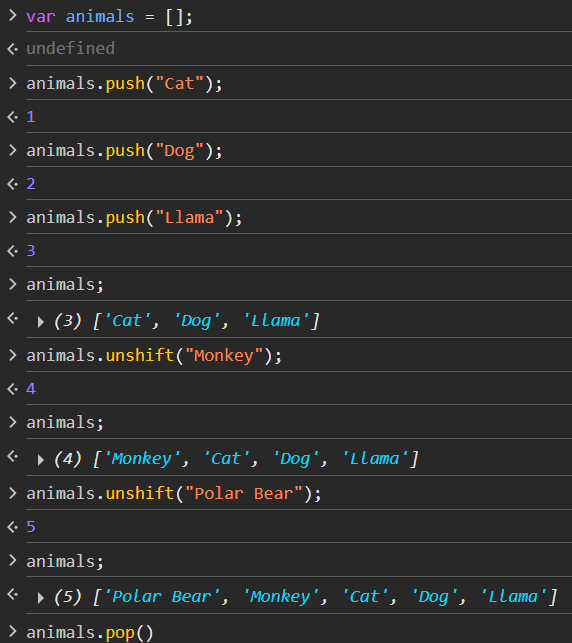 > var animals = [];
undefined
> animals.push("Cat");
1
> animals.push("Dog");
2
> animals.push("Llama");
3
> animals;
(3) ['Cat', 'Dog', 'Llama']
> animals.unshift("Monkey");
4
> animals;
(4) ['Monkey', 'Cat', 'Dog', 'Llama']
> animals.unshift("Polar Bear");
5
> animals;
(5) ['Polar Bear', 'Monkey', 'Cat', 'Dog', 'Llama']
> animals.pop()